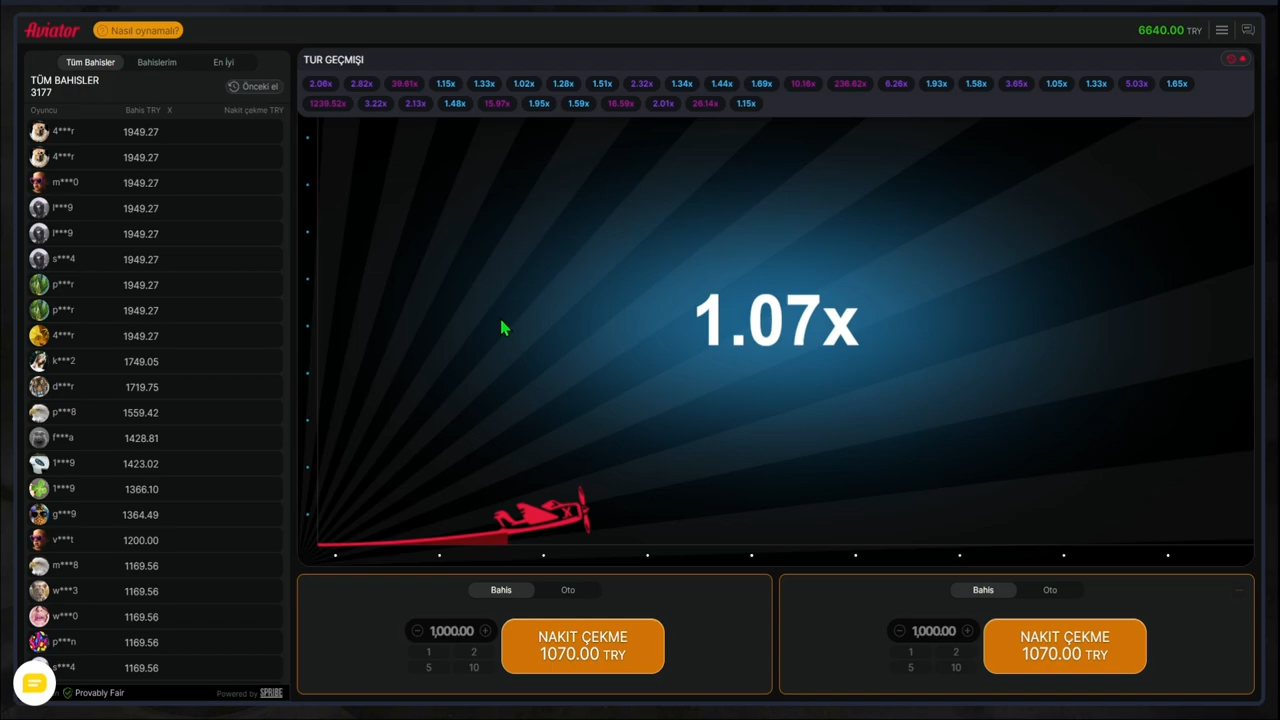 Aviator
Nasıl oynamalı?
6640.00 TRY
Tüm Bahisler Bahislerim En İyi
TÜM BAHISLER
3177
Önceki el
Oyuncu Bahis TRY X Nakit çekme TRY
4***r 1949.27
4***r 1949.27
m***0 1949.27
l***9 1949.27
l***9 1949.27
s***4 1949.27
p***r 1949.27
p***r 1949.27
4***r 1949.27
k***2 1749.05
d***r 1719.75
p***8 1559.42
f***a 1428.81
1***9 1423.02
1***9 1366.10
g***9 1364.49
v***t 1200.00
m***8 1169.56
w***3 1169.56
w***0 1169.56
p***n 1169.56
s***4 1169.56
Provably Fair Powered by SPRIBE
TUR GEÇMIŞI
2.06x 2.82x 39.61x 1.15x 1.33x 1.02x 1.28x 1.51x 2.32x 1.34x 1.44x 1.69x 10.16x 236.62x 6.26x 1.93x 1.58x 3.65x 1.05x 1.33x 5.03x 1.65x
1239.52x 3.22x 2.13x 1.48x 15.97x 1.95x 1.59x 16.59x 2.01x 26.14x 1.15x
1.07x
Bahis Oto
1,000.00
1 2
5 10
NAKIT ÇEKME
1070.00 TRY
Bahis Oto
1,000.00
1 2
5 10
NAKIT ÇEKME
1070.00 TRY